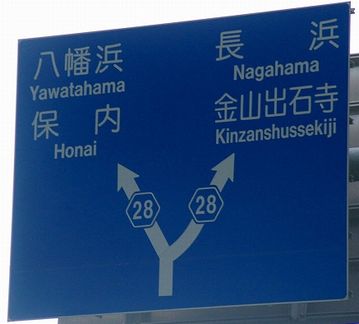 八幡浜
Yawatahama
保内
Honai
長浜
Nagahama
金山出石寺
Kinzanshussekiji
28
28